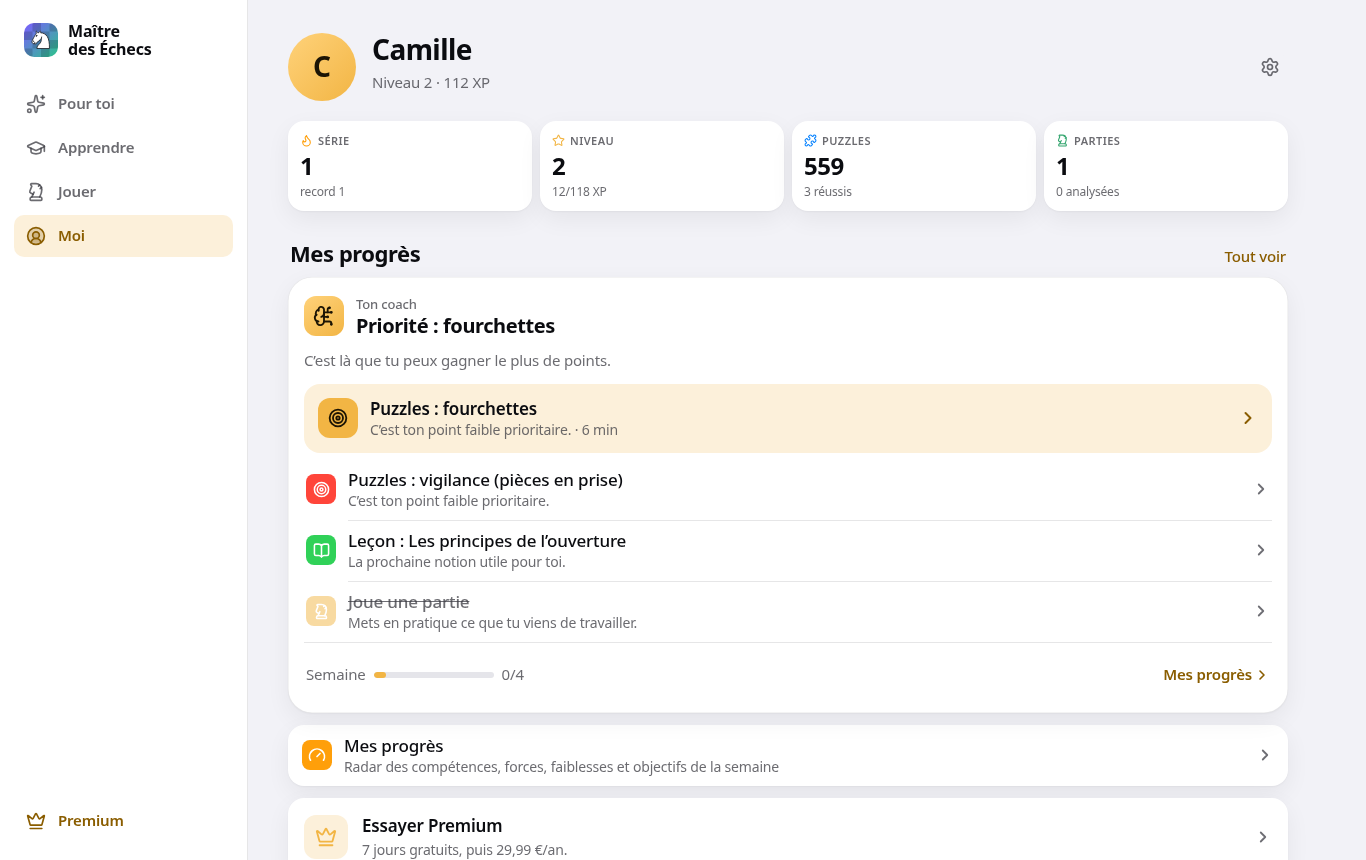 Maître
des Échecs
Pour toi
Apprendre
Jouer
Moi
Premium
C
Camille
Niveau 2 · 112 XP
SÉRIE
1
record 1
NIVEAU
2
12/118 XP
PUZZLES
559
3 réussis
PARTIES
1
0 analysées
Mes progrès
Tout voir
Ton coach
Priorité : fourchettes
C’est là que tu peux gagner le plus de points.
Puzzles : fourchettes
C’est ton point faible prioritaire. · 6 min
Puzzles : vigilance (pièces en prise)
C’est ton point faible prioritaire.
Leçon : Les principes de l’ouverture
La prochaine notion utile pour toi.
Joue une partie
Mets en pratique ce que tu viens de travailler.
Semaine 0/4
Mes progrès
Mes progrès
Radar des compétences, forces, faiblesses et objectifs de la semaine
Essayer Premium
7 jours gratuits, puis 29,99 €/an.